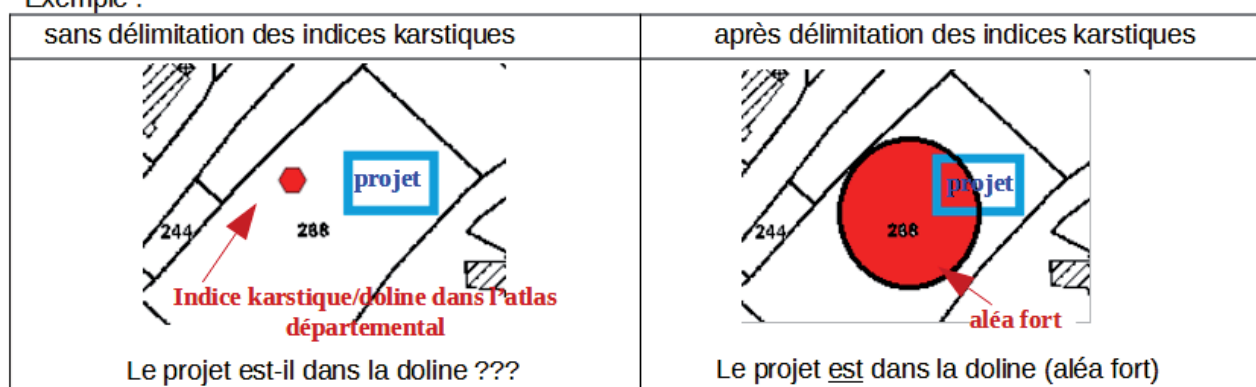 Exemple :
sans délimitation des indices karstiques
après délimitation des indices karstiques
projet
244
268
Indice karstique/doline dans l'atlas
départemental
Le projet est-il dans la doline ???
projet
244
268
aléa fort
Le projet est dans la doline (aléa fort)